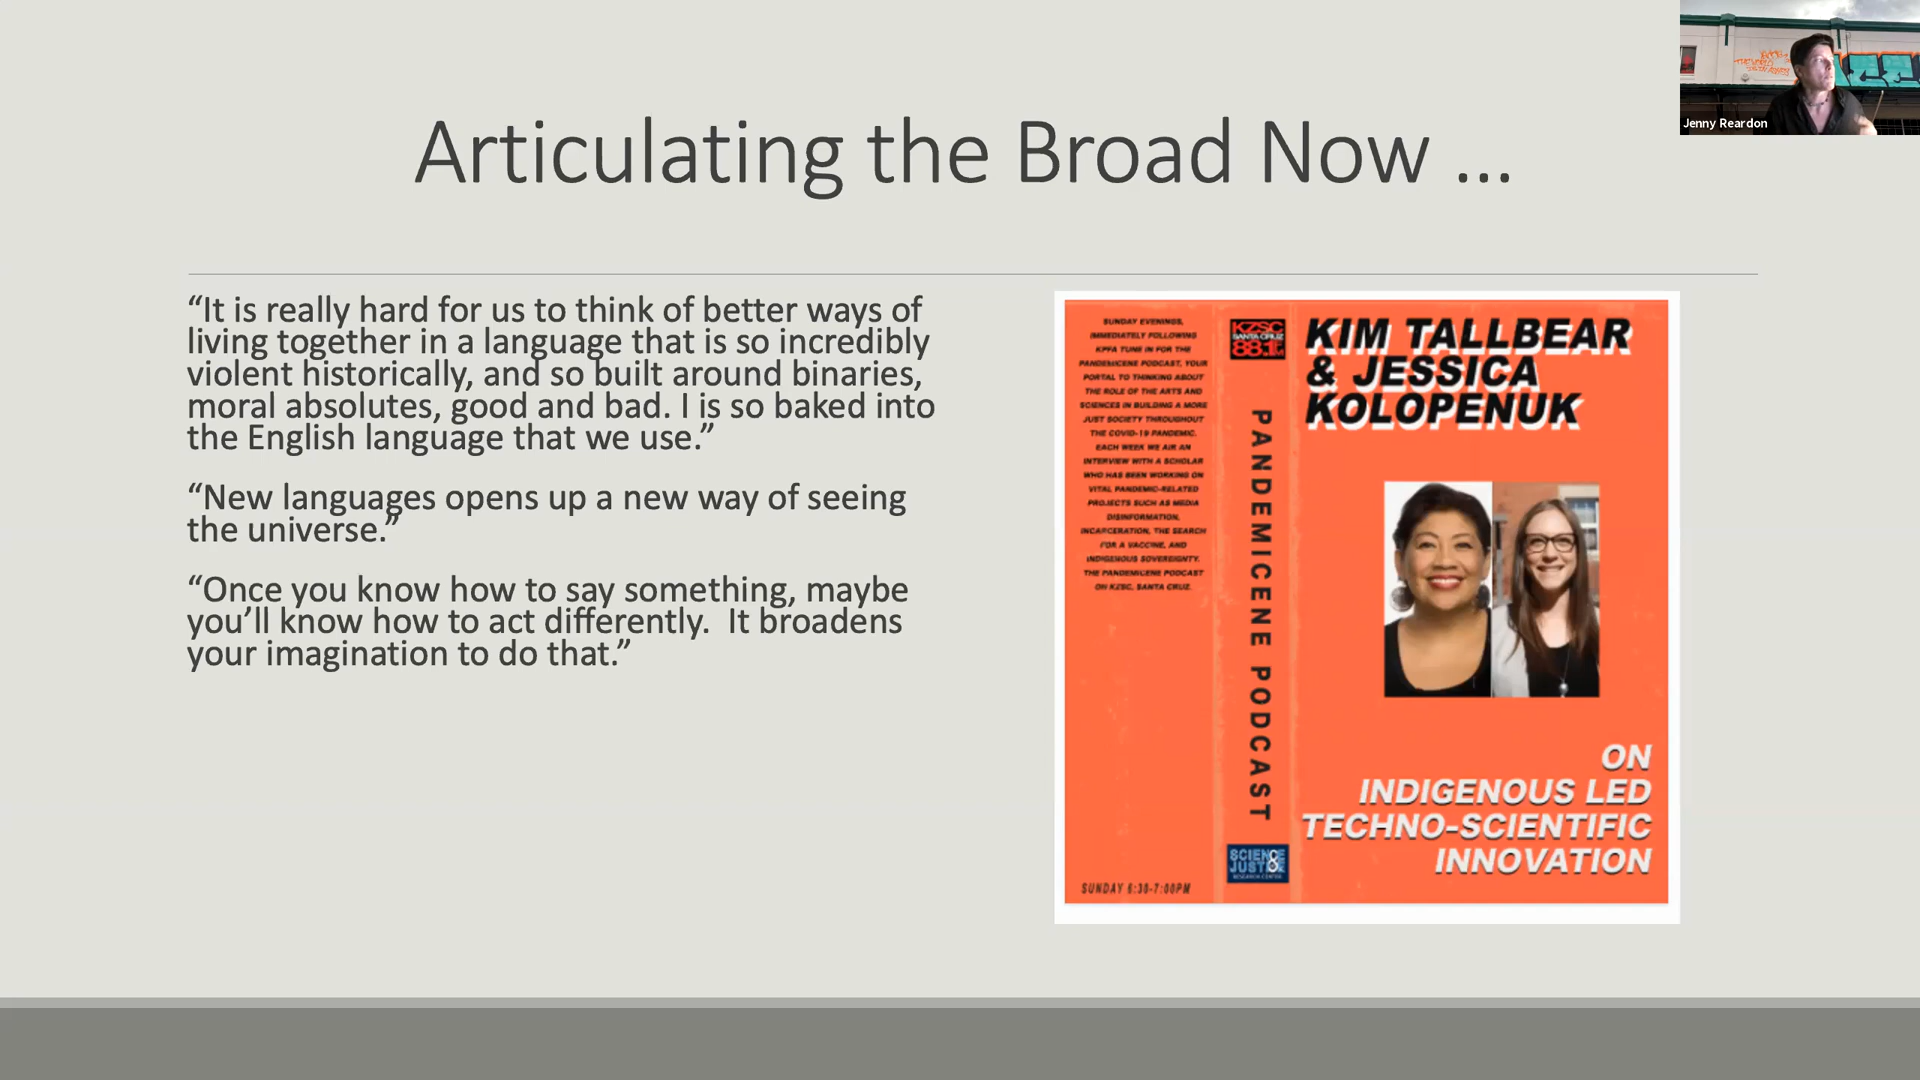 Articulating the Broad Now ...
Jenny Reardon
“It is really hard for us to think of better ways of
living together in a language that is so incredibly
violent historically, and so built around binaries,
moral absolutes, good and bad. I is so baked into
the English language that we use.”
“New languages opens up a new way of seeing
the universe.”
“Once you know how to say something, maybe
you’ll know how to act differently.  It broadens
your imagination to do that.”
SUNDAY EVENINGS,
IMMEDIATELY FOLLOWING
KPFA TUNE IN FOR THE
PANDEMICENE PODCAST, YOUR
PORTAL TO THINKING ABOUT
THE ROLE OF THE ARTS AND
SCIENCES IN BUILDING A MORE
JUST SOCIETY THROUGHOUT
THE COVID-19 PANDEMIC.
EACH WEEK WE AIR AN
INTERVIEW WITH A SCHOLAR
WHO HAS BEEN WORKING ON
VITAL PANDEMIC-RELATED
PROJECTS SUCH AS MEDIA
DISINFORMATION,
INCARCERATION, THE SEARCH
FOR A VACCINE, AND
INDIGENOUS SOVEREIGNTY.
THE PANDEMICENE PODCAST
ON KZSC, SANTA CRUZ.
SUNDAY 6:30-7:00PM
KZSC
SANTA CRUZ
88.1FM
PANDEMICENE PODCAST
SCIENCE &
JUSTICE
RESEARCH CENTER
KIM TALLBEAR
& JESSICA
KOLOPENUK
ON
INDIGENOUS LED
TECHNO-SCIENTIFIC
INNOVATION